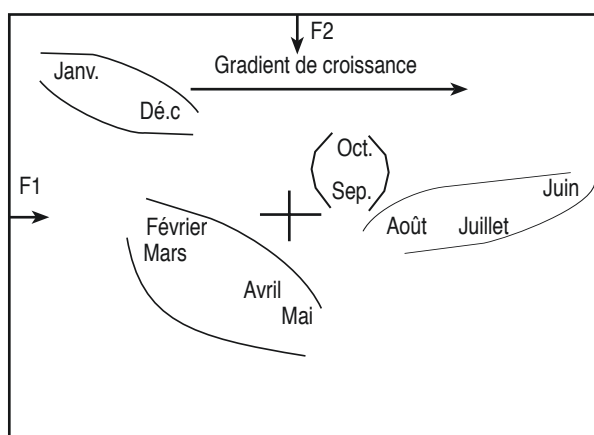 F2
Gradient de croissance
Janv.
Dé.c
Oct.
F1
Sep.
Juin
Février
Août
Juillet
Mars
Avril
Mai